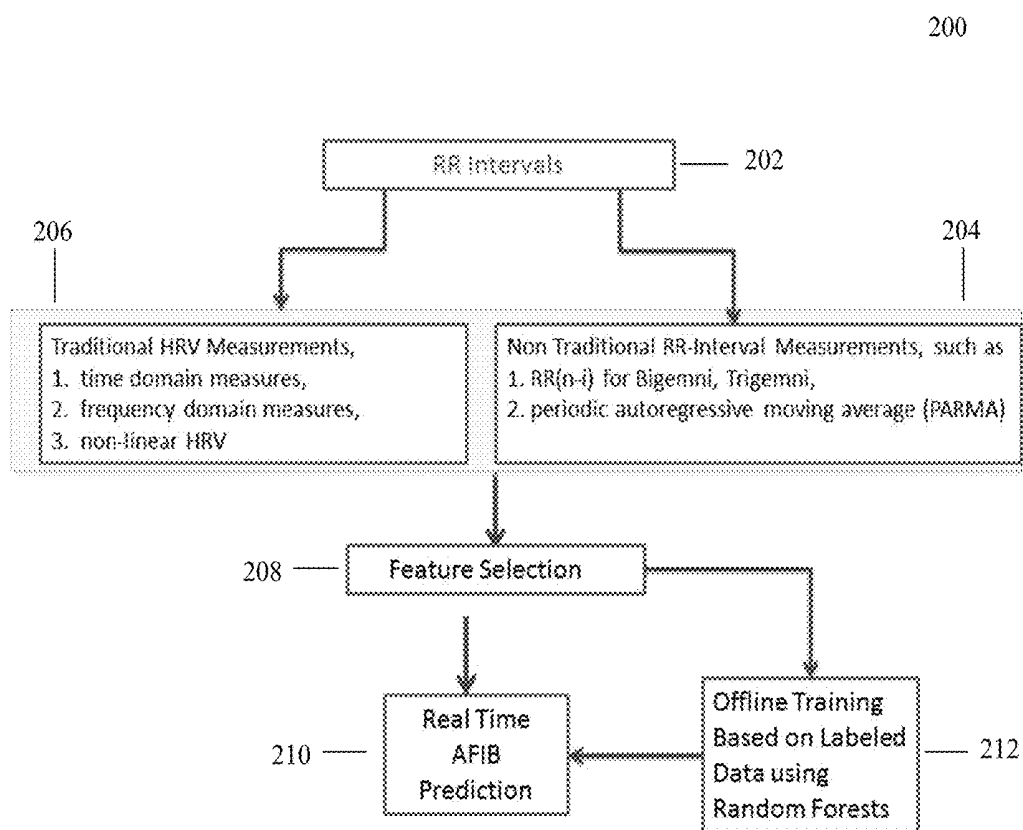 200
RR Intervals
202
206
204
Traditional HRV Measurements,
1. time domain measures,
2. frequency domain measures,
3. non-linear HRV
Non Traditional RR-Interval Measurements, such as
1. RR(n-i) for Bigemni, Trigemni,
2. periodic autoregressive moving average (PARMA)
208
Feature Selection
210
Real Time
AFIB
Prediction
Offline Training
Based on Labeled
Data using
Random Forests
212